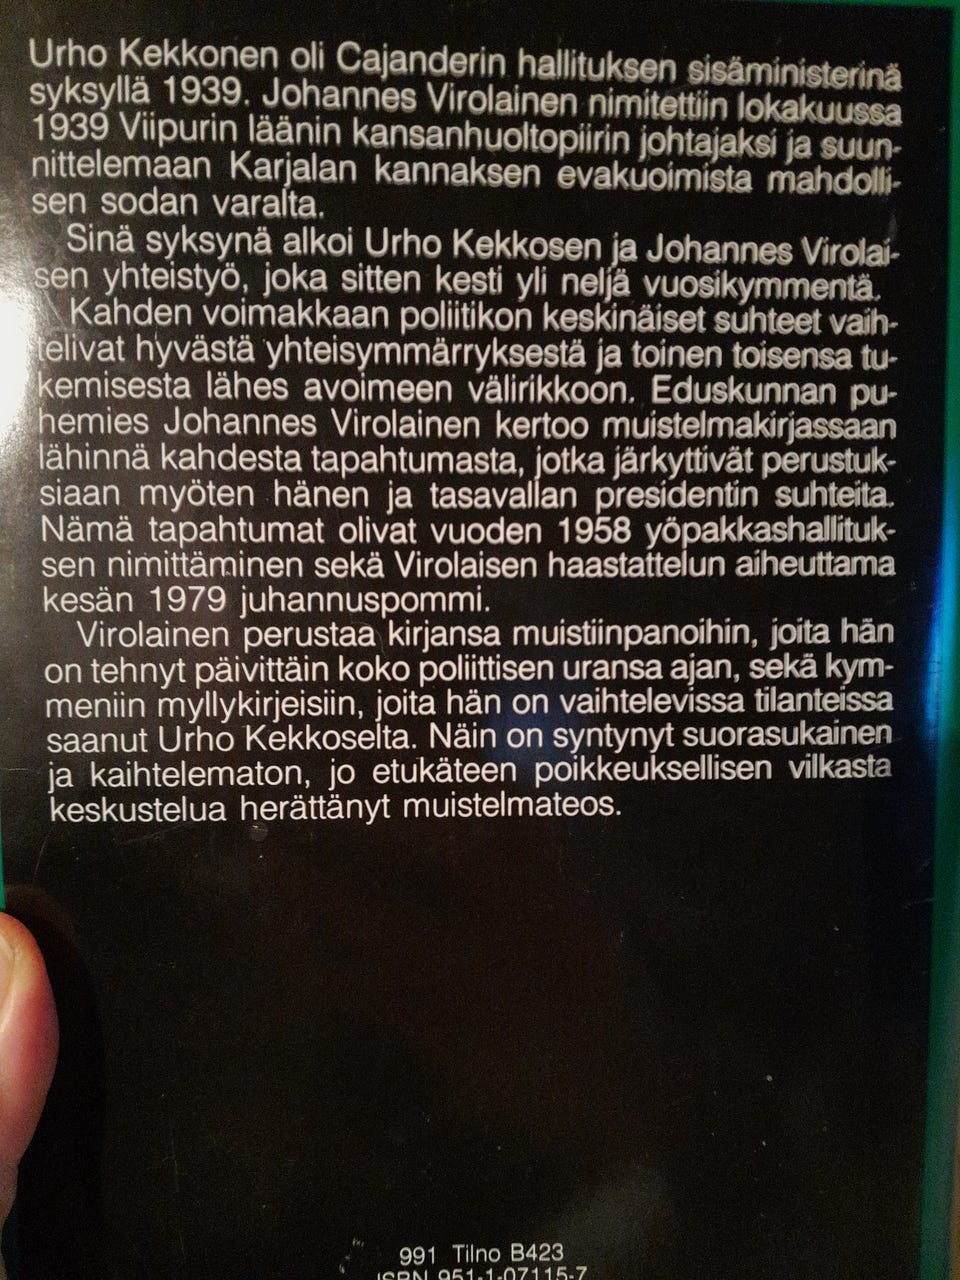 Urho Kekkonen oli Cajanderin hallituksen sisäministerinä
syksyllä 1939. Johannes Virolainen nimitettiin lokakuussa
1939 Viipurin läänin kansanhuoltopiirin johtajaksi ja suun-
nittelemaan Karjalan kannaksen evakuoimista mahdolli-
sen sodan varalta.
Sinä syksynä alkoi Urho Kekkosen ja Johannes Virolai-
sen yhteistyö, joka sitten kesti yli neljä vuosikymmentä.
Kahden voimakkaan poliitikon keskinäiset suhteet vaih-
telivat hyvästä yhteisymmärryksestä ja toinen toisensa tu-
kemisesta lähes avoimeen välirikkoon. Eduskunnan pu-
hemies Johannes Virolainen kertoo muistelmakirjassaan
lähinnä kahdesta tapahtumasta, jotka järkyttivät perustuk-
siaan myöten hänen ja tasavallan presidentin suhteita.
Nämä tapahtumat olivat vuoden 1958 yöpakkashallituk-
sen nimittäminen sekä Virolaisen haastattelun aiheuttama
kesän 1979 juhannuspommi.
Virolainen perustaa kirjansa muistiinpanoihin, joita hän
on tehnyt päivittäin koko poliittisen uransa ajan, sekä kym-
meniin myllykirjeisiin, joita hän on vaihtelevissa tilanteissa
saanut Urho Kekkoselta. Näin on syntynyt suorasukainen
ja kaihtelematon, jo etukäteen poikkeuksellisen vilkasta
keskustelua herättänyt muistelmateos.
991 Tilno B423
ISBN 951-1-07115-7